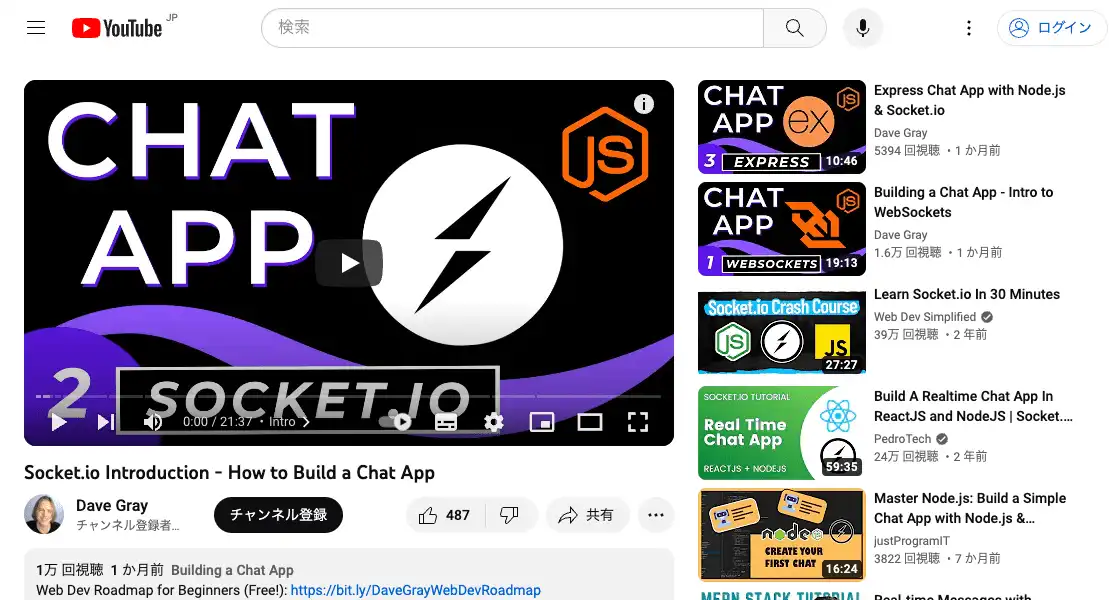 YouTube JP
検索
ログイン
CHAT
APP
JS
2 SOCKET.IO
0:00 / 21:37 • Intro
Socket.io Introduction - How to Build a Chat App
Dave Gray
チャンネル登録者...
チャンネル登録
487
共有
1万 回視聴 1 か月前 Building a Chat App
Web Dev Roadmap for Beginners (Free!): https://bit.ly/DaveGrayWebDevRoadmap
CHAT
APP
ex
JS
3 EXPRESS
10:46
Express Chat App with Node.js
& Socket.io
Dave Gray
5394 回視聴 ・1 か月前
CHAT
APP
JS
1 WEBSOCKETS
19:13
Building a Chat App - Intro to
WebSockets
Dave Gray
1.6万 回視聴 ・1 か月前
Socket.io Crash Course
JS
JS
27:27
Learn Socket.io In 30 Minutes
Web Dev Simplified
39万 回視聴 ・2 年前
SOCKET.IO TUTORIAL
Real Time
Chat App
REACTJS + NODEJS
59:35
Build A Realtime Chat App In
ReactJS and NodeJS | Socket....
PedroTech
24万 回視聴 ・2 年前
node
CREATE YOUR
FIRST CHAT
16:24
Master Node.js: Build a Simple
Chat App with Node.js &...
justProgramIT
3822 回視聴 ・7 か月前
MERN STACK TUTORIAL
Real-time Messages with